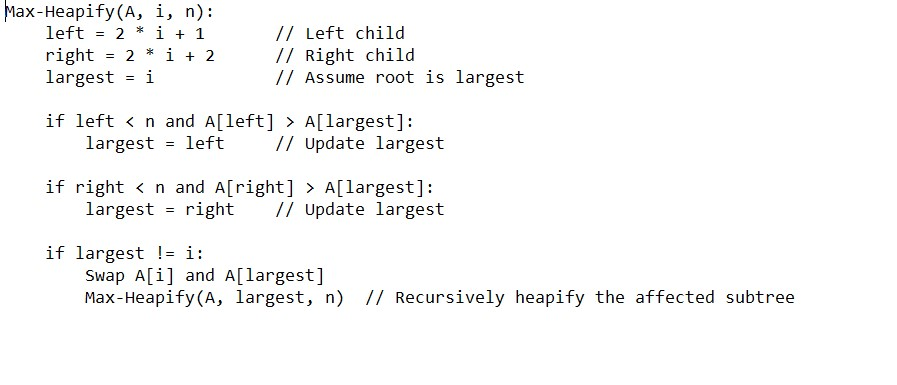 Max-Heapify(A, i, n):
    left = 2 * i + 1       // Left child
    right = 2 * i + 2      // Right child
    largest = i            // Assume root is largest

    if left < n and A[left] > A[largest]:
        largest = left     // Update largest

    if right < n and A[right] > A[largest]:
        largest = right    // Update largest

    if largest != i:
        Swap A[i] and A[largest]
        Max-Heapify(A, largest, n)  // Recursively heapify the affected subtree